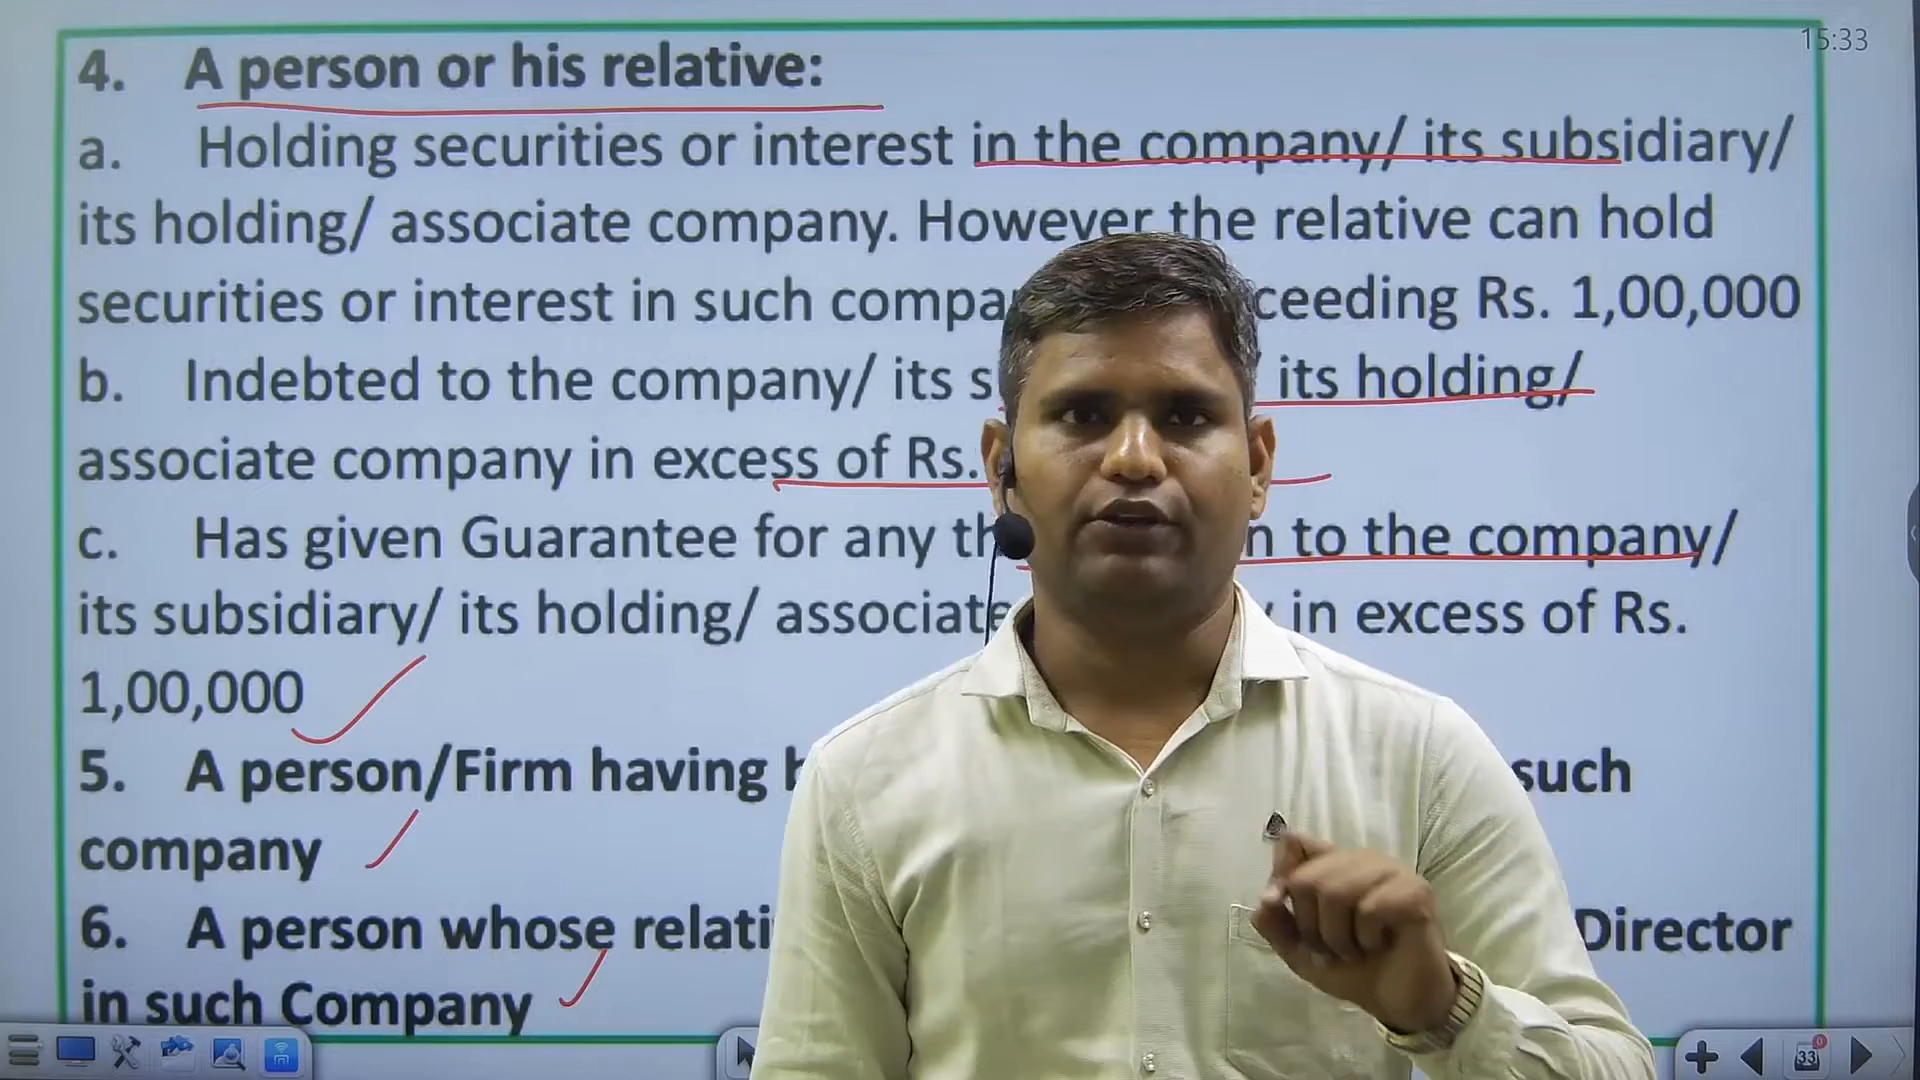 15:33
4. A person or his relative:
a. Holding securities or interest in the company/ its subsidiary/
its holding/ associate company. However the relative can hold
securities or interest in such ceeding Rs. 1,00,000
b. Indebted to the company/ its its holding/
associate company in excess of Rs.
c. Has given Guarantee for any to the company/
its subsidiary/ its holding/ in excess of Rs.
1,00,000
5. A person/Firm having such
company
6. A person whose Director
in such Company
33
0